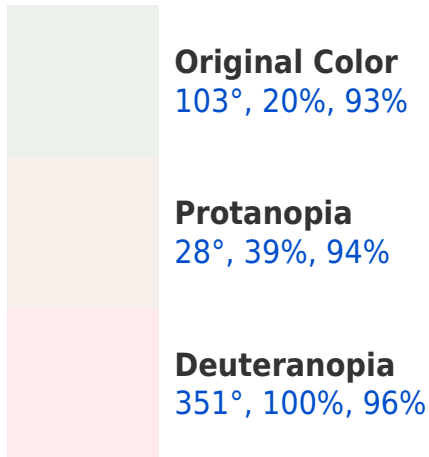 Original Color
103°, 20%, 93%
Protanopia
28°, 39%, 94%
Deuteranopia
351°, 100%, 96%